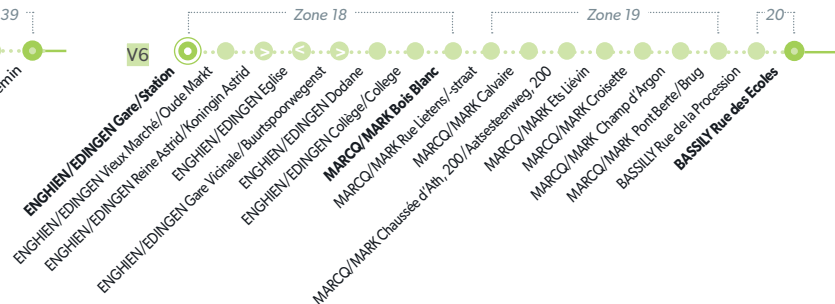 39
Zone 18
Zone 19
20
V6
> < >
emin
ENGHIEN/EDINGEN Gare/Station
ENGHIEN/EDINGEN Vieux Marché/Oude Markt
ENGHIEN/EDINGEN Reine Astrid/Koningin Astrid
ENGHIEN/EDINGEN Eglise
ENGHIEN/EDINGEN Gare Vicinale/Buurtspoorwegenst
ENGHIEN/EDINGEN Dodane
ENGHIEN/EDINGEN Collège/College
MARCQ/MARK Bois Blanc
MARCQ/MARK Rue Lietens/-straat
MARCQ/MARK Calvaire
MARCQ/MARK Chaussée d'Ath, 200/Aatsesteenweg, 200
MARCQ/MARK Ets Liévin
MARCQ/MARK Croisette
MARCQ/MARK Champ d'Argon
MARCQ/MARK Pont Berte/Brug
BASSILY Rue de la Procession
BASSILY Rue des Ecoles